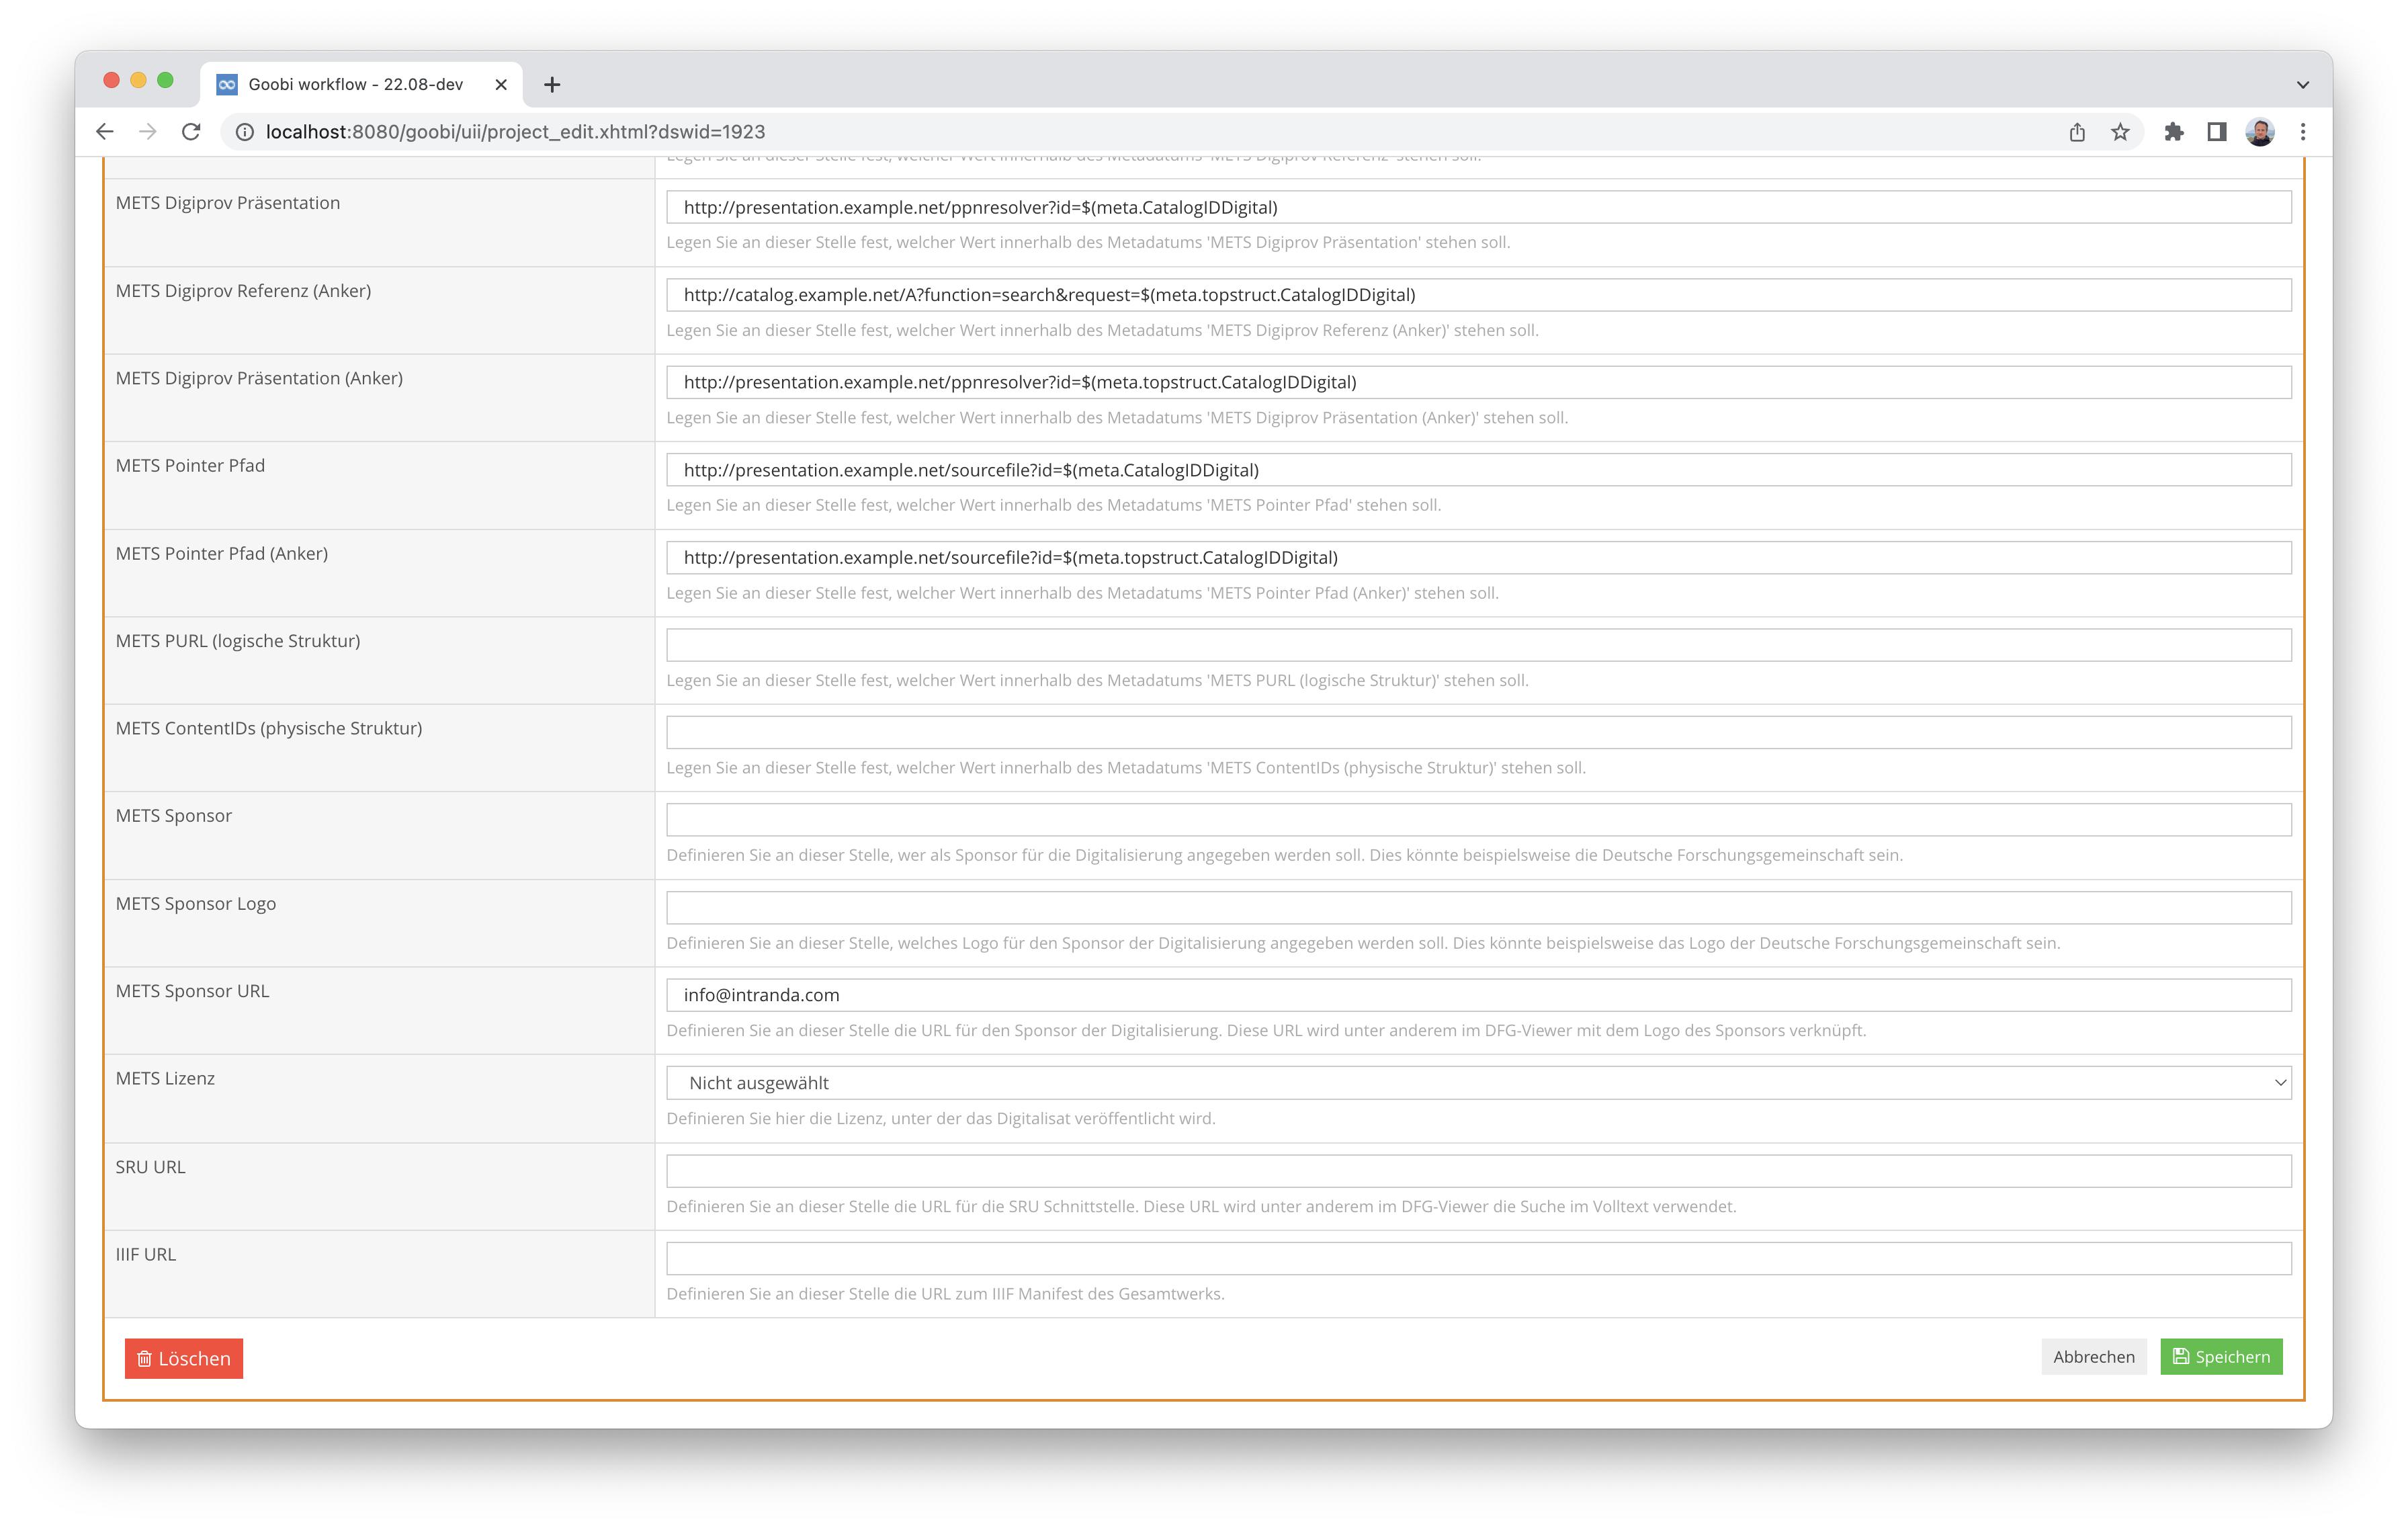 Goobi workflow - 22.08-dev
localhost:8080/goobi/uii/project_edit.xhtml?dswid=1923
Legen Sie an dieser Stelle fest, welcher Wert innerhalb des Metadatums 'METS Digiprov Referenz' stehen soll.
METS Digiprov Präsentation
http://presentation.example.net/ppnresolver?id=$(meta.CatalogIDDigital)
Legen Sie an dieser Stelle fest, welcher Wert innerhalb des Metadatums 'METS Digiprov Präsentation' stehen soll.
METS Digiprov Referenz (Anker)
http://catalog.example.net/A?function=search&request=$(meta.topstruct.CatalogIDDigital)
Legen Sie an dieser Stelle fest, welcher Wert innerhalb des Metadatums 'METS Digiprov Referenz (Anker)' stehen soll.
METS Digiprov Präsentation (Anker)
http://presentation.example.net/ppnresolver?id=$(meta.topstruct.CatalogIDDigital)
Legen Sie an dieser Stelle fest, welcher Wert innerhalb des Metadatums 'METS Digiprov Präsentation (Anker)' stehen soll.
METS Pointer Pfad
http://presentation.example.net/sourcefile?id=$(meta.CatalogIDDigital)
Legen Sie an dieser Stelle fest, welcher Wert innerhalb des Metadatums 'METS Pointer Pfad' stehen soll.
METS Pointer Pfad (Anker)
http://presentation.example.net/sourcefile?id=$(meta.topstruct.CatalogIDDigital)
Legen Sie an dieser Stelle fest, welcher Wert innerhalb des Metadatums 'METS Pointer Pfad (Anker)' stehen soll.
METS PURL (logische Struktur)
Legen Sie an dieser Stelle fest, welcher Wert innerhalb des Metadatums 'METS PURL (logische Struktur)' stehen soll.
METS ContentIDs (physische Struktur)
Legen Sie an dieser Stelle fest, welcher Wert innerhalb des Metadatums 'METS ContentIDs (physische Struktur)' stehen soll.
METS Sponsor
Definieren Sie an dieser Stelle, wer als Sponsor für die Digitalisierung angegeben werden soll. Dies könnte beispielsweise die Deutsche Forschungsgemeinschaft sein.
METS Sponsor Logo
Definieren Sie an dieser Stelle, welches Logo für den Sponsor der Digitalisierung angegeben werden soll. Dies könnte beispielsweise das Logo der Deutsche Forschungsgemeinschaft sein.
METS Sponsor URL
info@intranda.com
Definieren Sie an dieser Stelle die URL für den Sponsor der Digitalisierung. Diese URL wird unter anderem im DFG-Viewer mit dem Logo des Sponsors verknüpft.
METS Lizenz
Nicht ausgewählt
Definieren Sie hier die Lizenz, unter der das Digitalisat veröffentlicht wird.
SRU URL
Definieren Sie an dieser Stelle die URL für die SRU Schnittstelle. Diese URL wird unter anderem im DFG-Viewer die Suche im Volltext verwendet.
IIIF URL
Definieren Sie an dieser Stelle die URL zum IIIF Manifest des Gesamtwerks.
Löschen
Abbrechen
Speichern